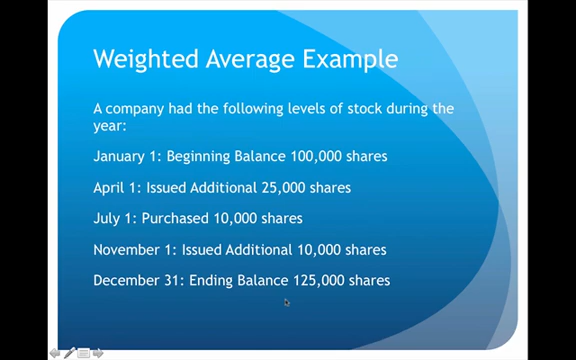 Weighted Average Example
A company had the following levels of stock during the
year:
January 1: Beginning Balance 100,000 shares
April 1: Issued Additional 25,000 shares
July 1: Purchased 10,000 shares
November 1: Issued Additional 10,000 shares
December 31: Ending Balance 125,000 shares